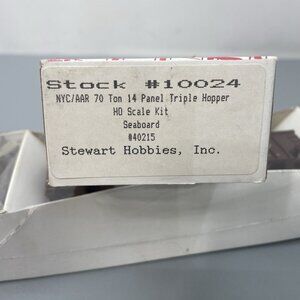 Stock #10024
NYC/AAR 70 Ton 14 Panel Triple Hopper
HO Scale Kit
Seaboard
#40215
Stewart Hobbies, Inc.